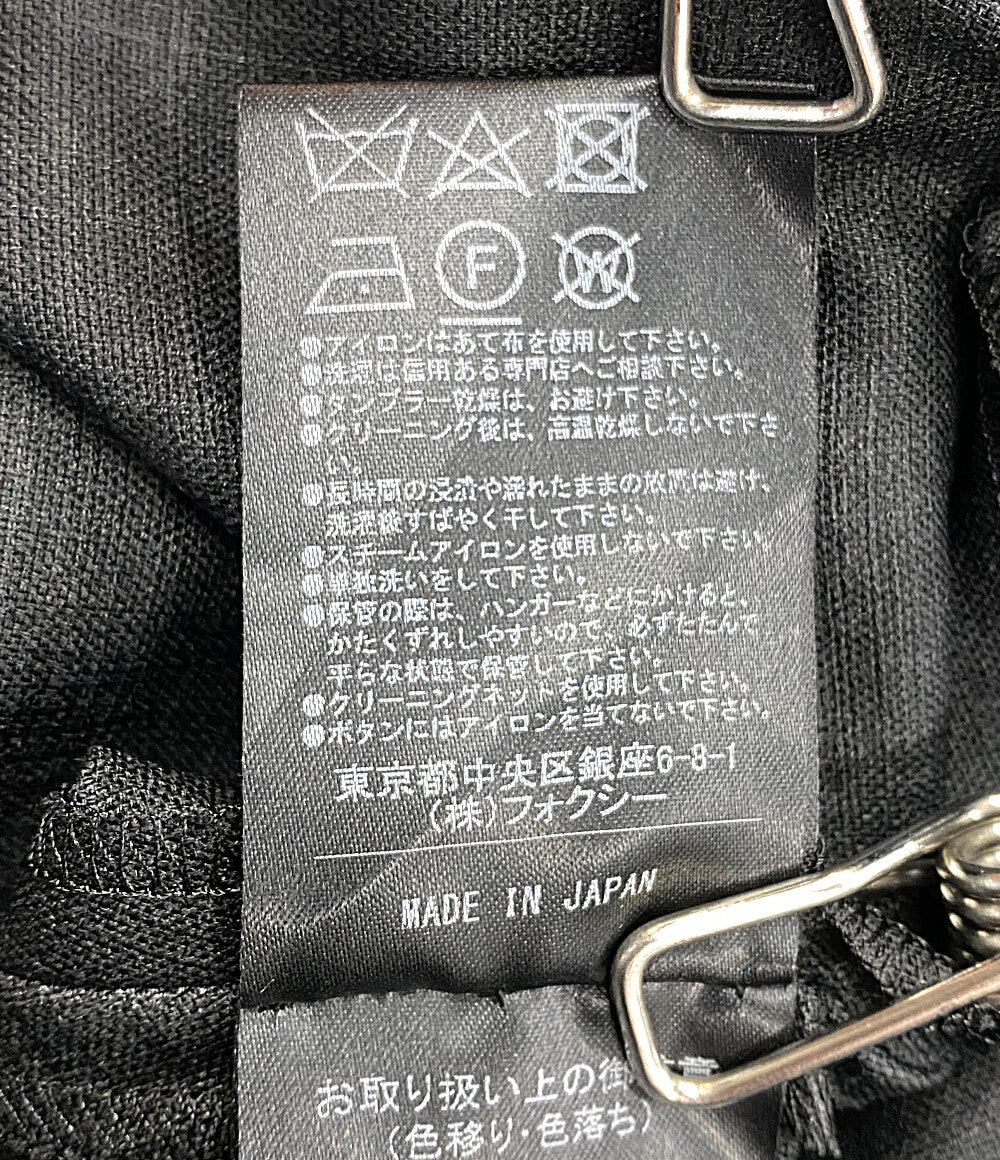 F
W
●アイロンはあて布を使用して下さい。
●洗濯は信用ある専門店へご相談下さい。
●タンブラー乾燥は、お避け下さい。
●クリーニング後は、高温乾燥しないで下さ
い。
●長時間の浸漬や濡れたままの放置は避け、
洗濯後すばやく干して下さい。
●スチームアイロンを使用しないで下さい。
●単独洗いをして下さい。
●保管の際は、ハンガーなどにかけると、
かたくずれしやすいので、必ずたたんで
平らな状態で保管して下さい。
●クリーニングネットを使用して下さい。
●ボタンにはアイロンを当てないで下さい。
東京都中央区銀座6-8-1
(株)フォクシー
MADE IN JAPAN
お取り扱い上の御
(色移り・色落ち)